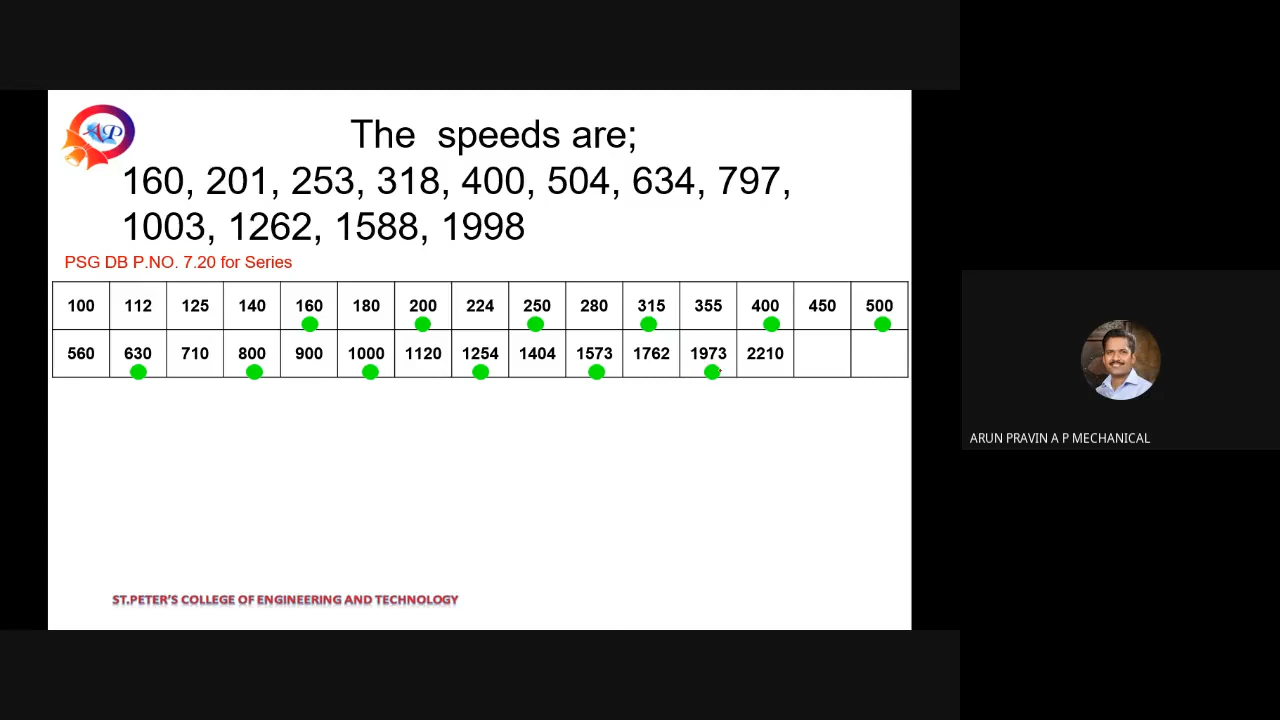 AP
The speeds are;
160, 201, 253, 318, 400, 504, 634, 797,
1003, 1262, 1588, 1998
PSG DB P.NO. 7.20 for Series
100 112 125 140 160 180 200 224 250 280 315 355 400 450 500
560 630 710 800 900 1000 1120 1254 1404 1573 1762 1973 2210
ARUN PRAVIN A P MECHANICAL
ST.PETER'S COLLEGE OF ENGINEERING AND TECHNOLOGY